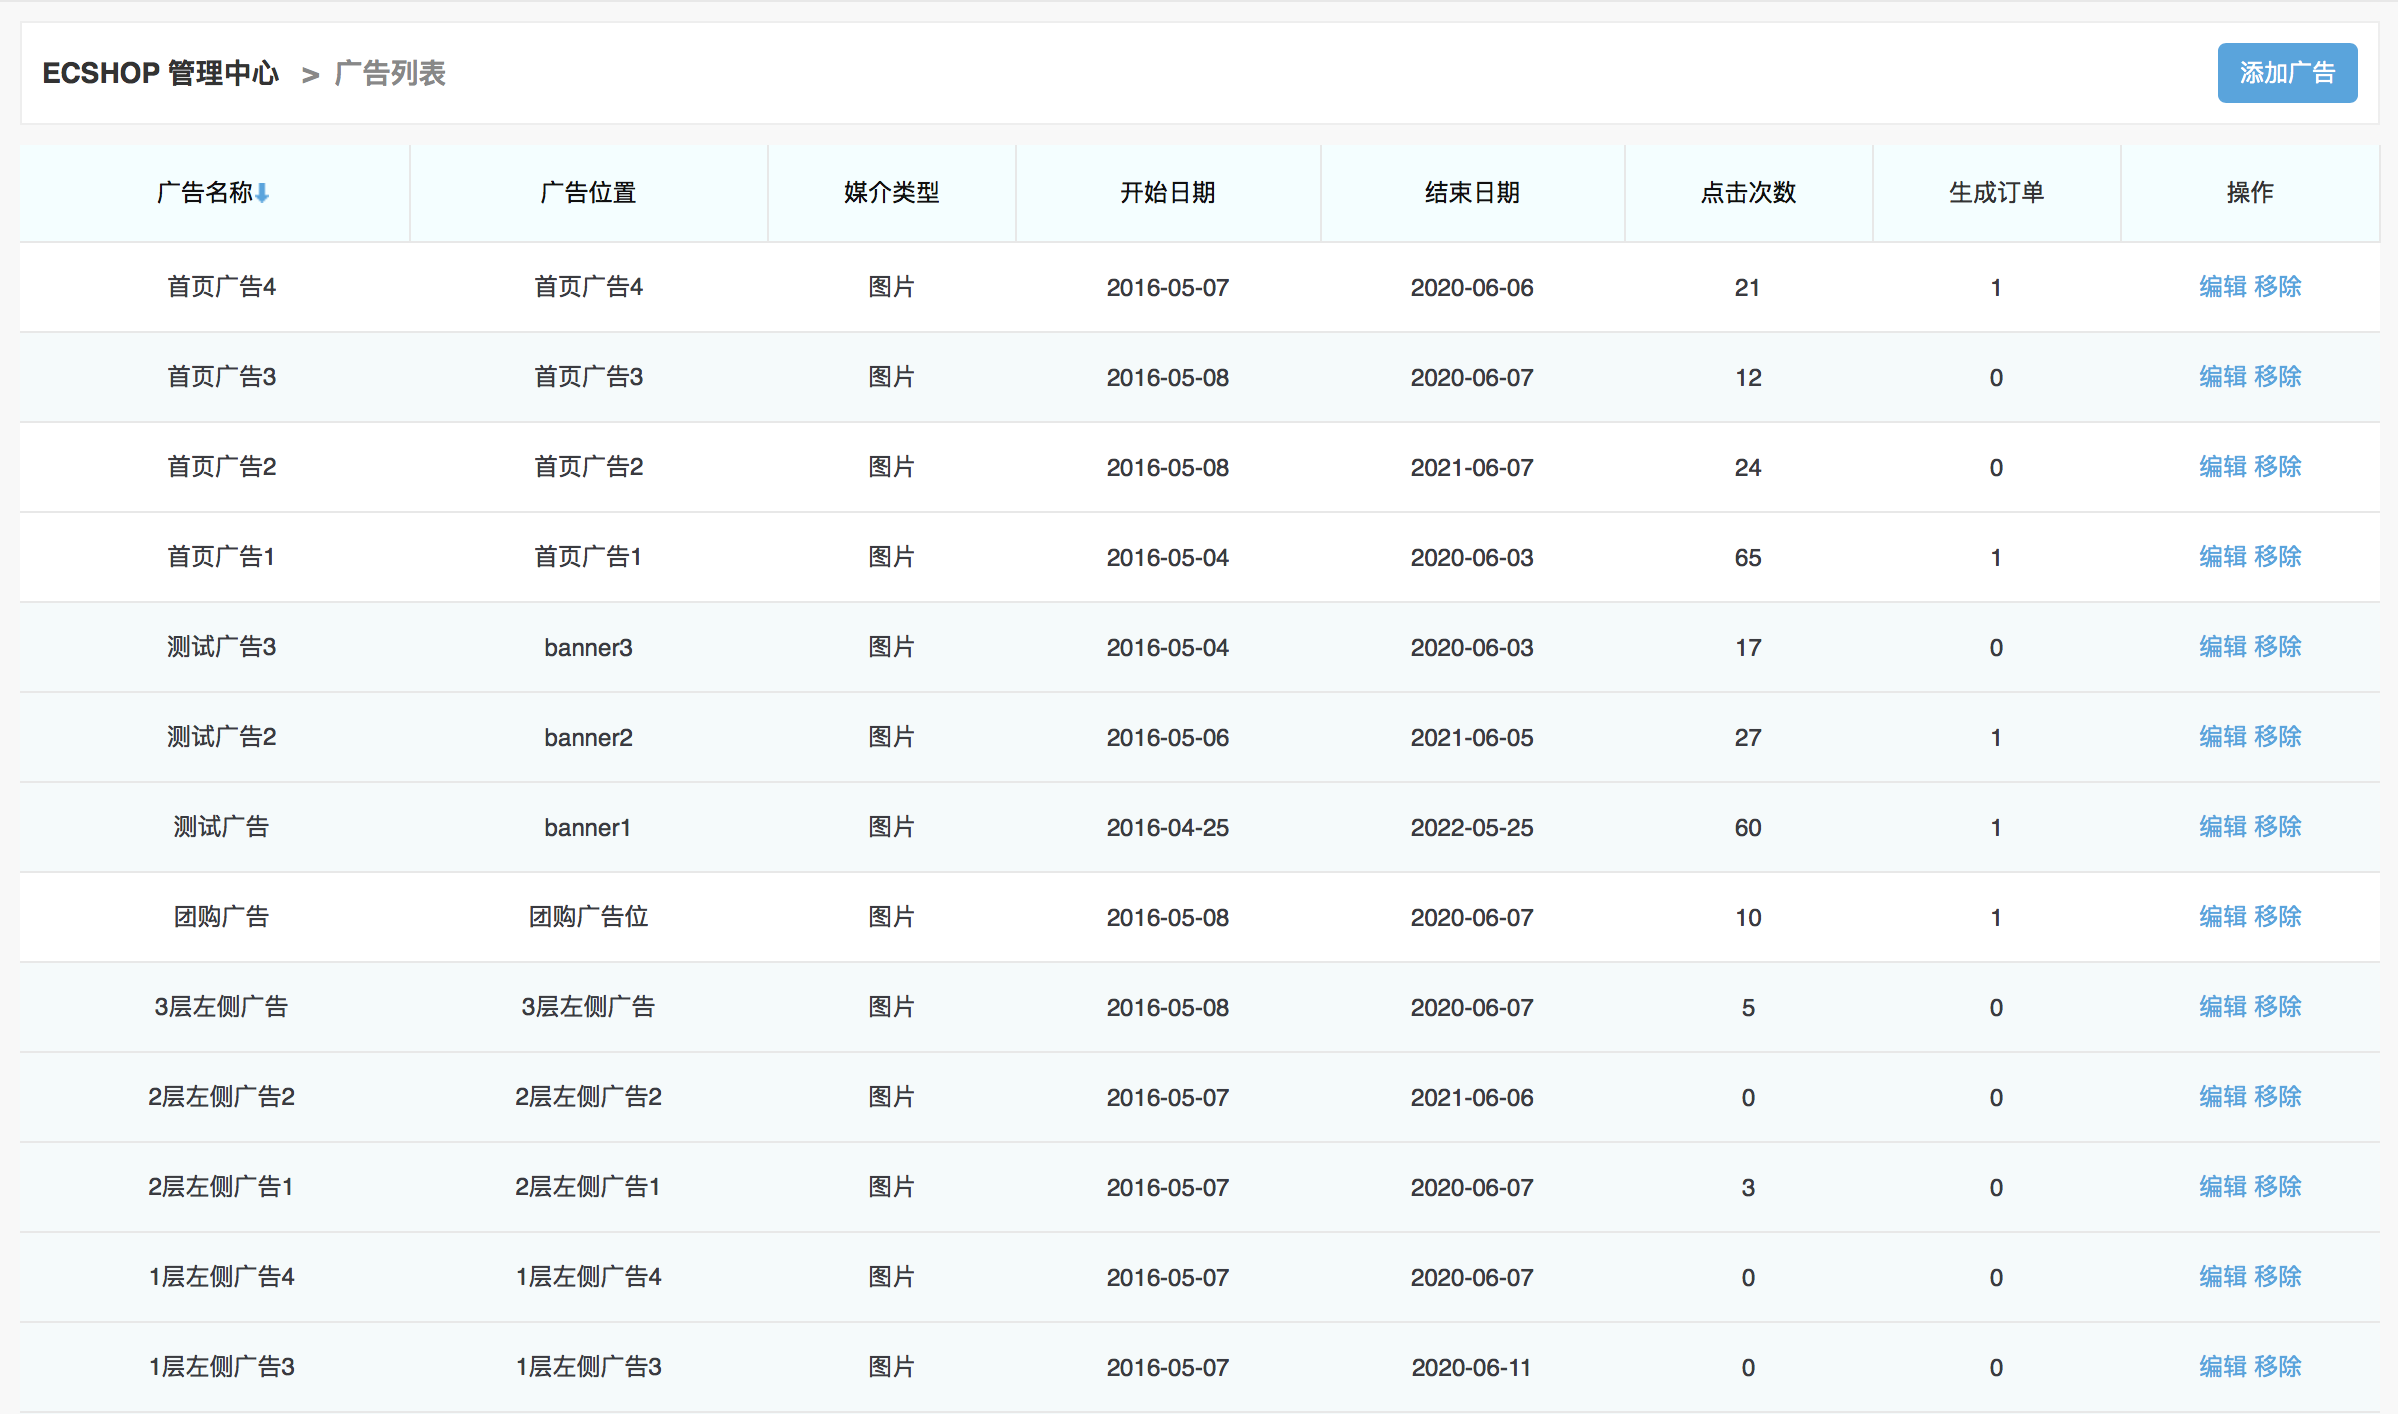 ECSHOP 管理中心 > 广告列表 添加广告
广告名称 广告位置 媒介类型 开始日期 结束日期 点击次数 生成订单 操作
首页广告4 首页广告4 图片 2016-05-07 2020-06-06 21 1 编辑 移除
首页广告3 首页广告3 图片 2016-05-08 2020-06-07 12 0 编辑 移除
首页广告2 首页广告2 图片 2016-05-08 2021-06-07 24 0 编辑 移除
首页广告1 首页广告1 图片 2016-05-04 2020-06-03 65 1 编辑 移除
测试广告3 banner3 图片 2016-05-04 2020-06-03 17 0 编辑 移除
测试广告2 banner2 图片 2016-05-06 2021-06-05 27 1 编辑 移除
测试广告 banner1 图片 2016-04-25 2022-05-25 60 1 编辑 移除
团购广告 团购广告位 图片 2016-05-08 2020-06-07 10 1 编辑 移除
3层左侧广告 3层左侧广告 图片 2016-05-08 2020-06-07 5 0 编辑 移除
2层左侧广告2 2层左侧广告2 图片 2016-05-07 2021-06-06 0 0 编辑 移除
2层左侧广告1 2层左侧广告1 图片 2016-05-07 2020-06-07 3 0 编辑 移除
1层左侧广告4 1层左侧广告4 图片 2016-05-07 2020-06-07 0 0 编辑 移除
1层左侧广告3 1层左侧广告3 图片 2016-05-07 2020-06-11 0 0 编辑 移除